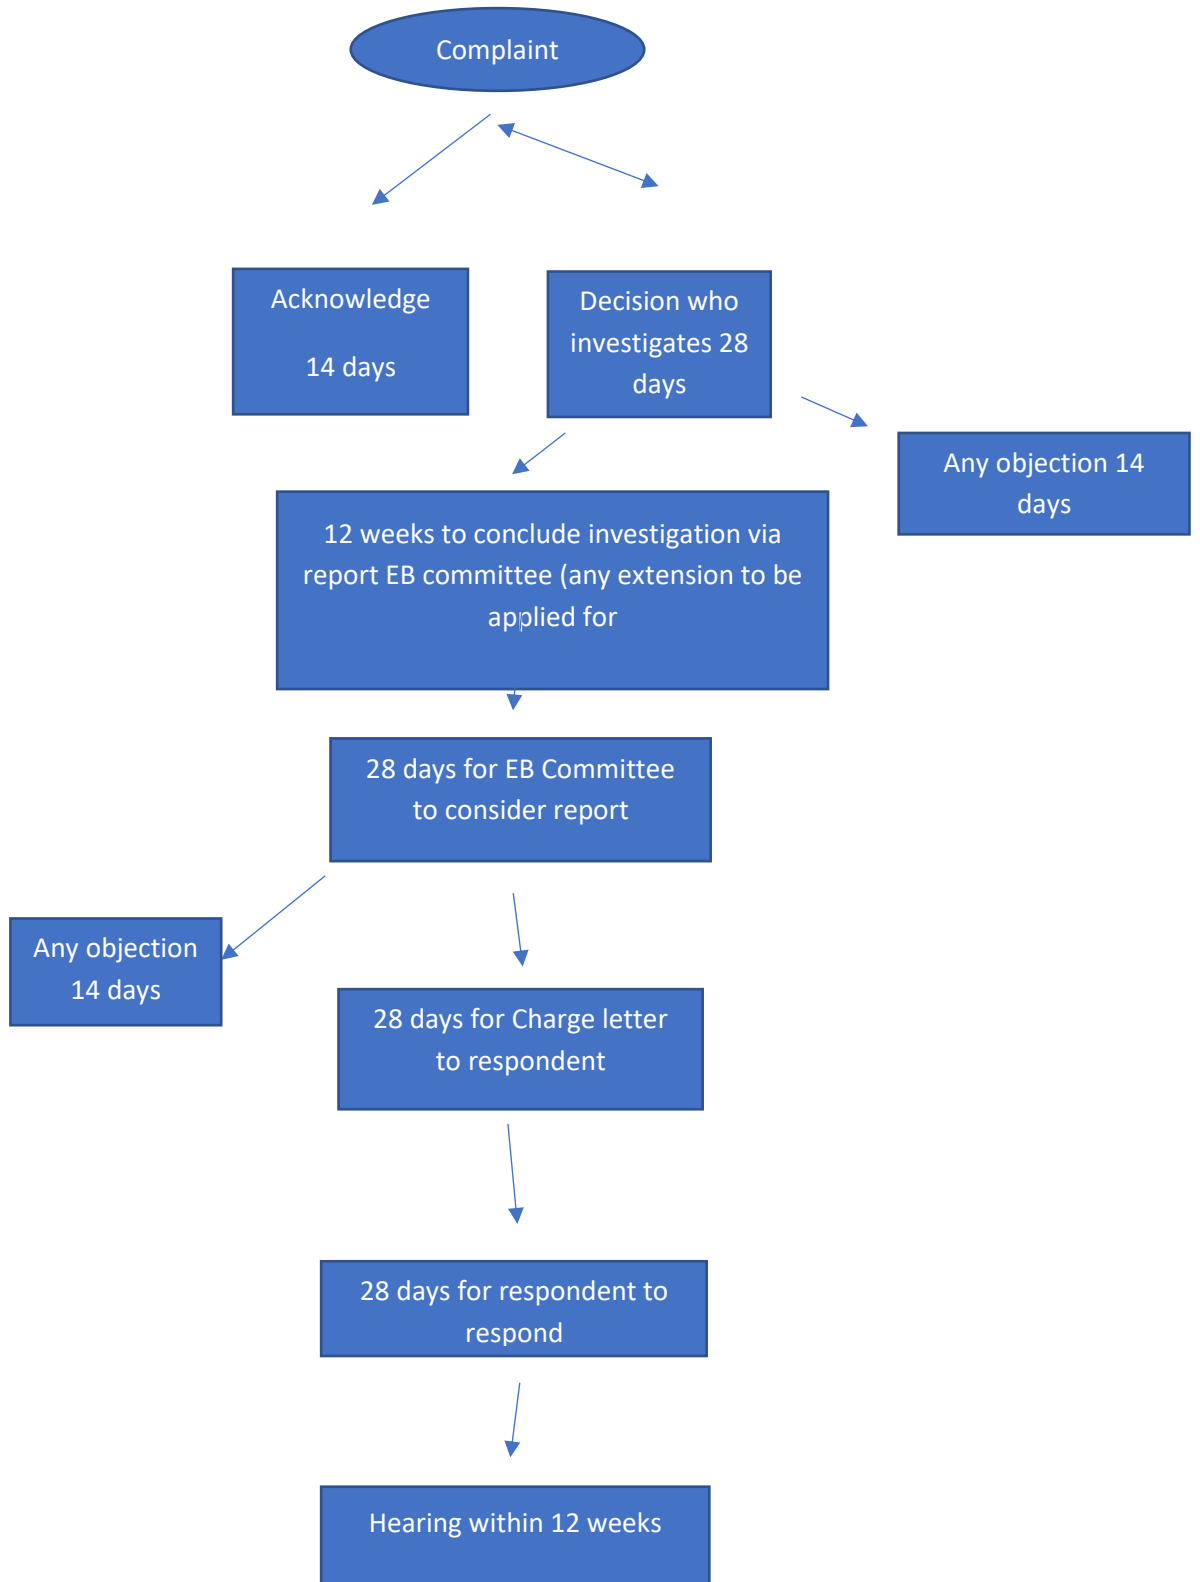 Complaint
Acknowledge
14 days
Decision who
investigates 28
days
Any objection 14
days
12 weeks to conclude investigation via
report EB committee (any extension to be
applied for
28 days for EB Committee
to consider report
Any objection
14 days
28 days for Charge letter
to respondent
28 days for respondent to
respond
Hearing within 12 weeks